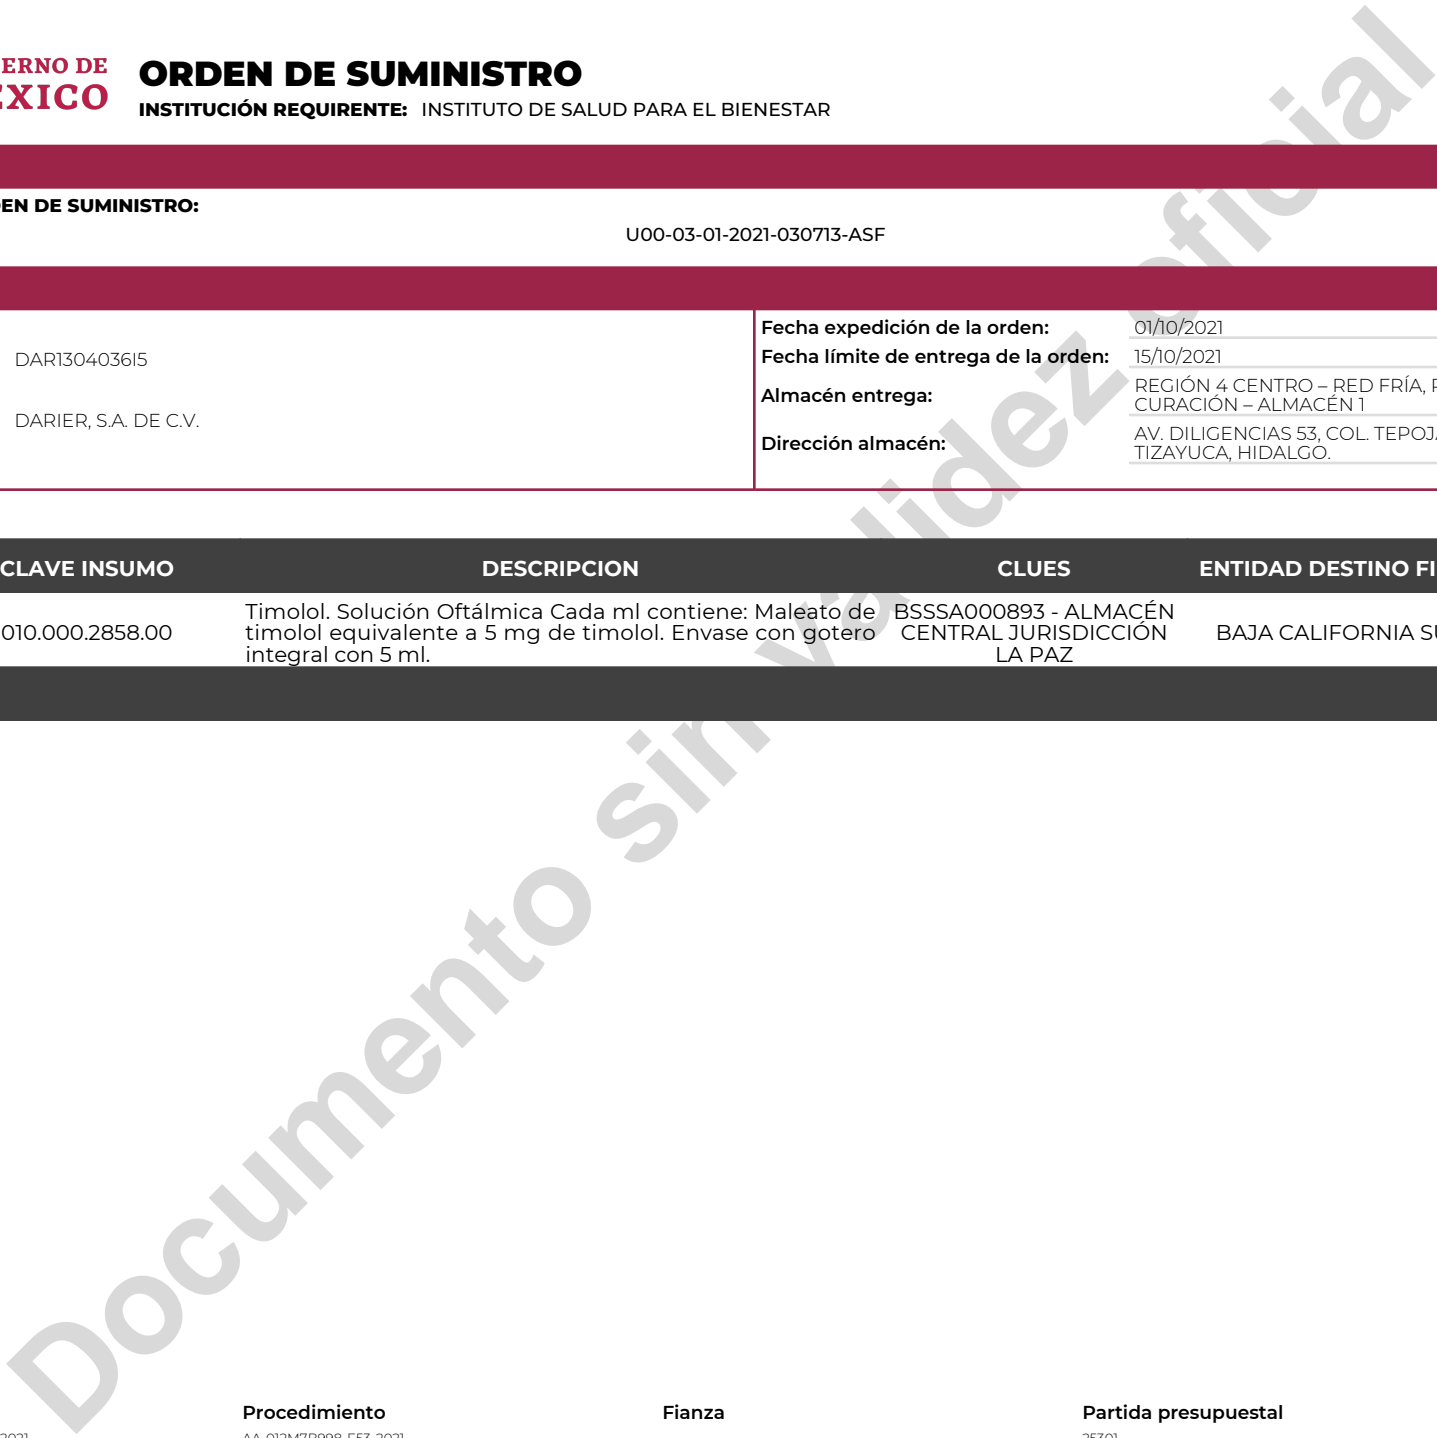 ERNO DE
EXICO
ORDEN DE SUMINISTRO
INSTITUCIÓN REQUIRENTE: INSTITUTO DE SALUD PARA EL BIENESTAR
EN DE SUMINISTRO:
U00-03-01-2021-030713-ASF
DAR1304036I5
DARIER, S.A. DE C.V.
Fecha expedición de la orden: 01/10/2021
Fecha límite de entrega de la orden: 15/10/2021
Almacén entrega:
REGIÓN 4 CENTRO – RED FRÍA,
CURACIÓN – ALMACÉN 1
Dirección almacén:
AV. DILIGENCIAS 53, COL. TEPOJ
TIZAYUCA, HIDALGO.
CLAVE INSUMO DESCRIPCION CLUES ENTIDAD DESTINO FI
010.000.2858.00
Timolol. Solución Oftálmica Cada ml contiene: Maleato de
timolol equivalente a 5 mg de timolol. Envase con gotero
integral con 5 ml.
BSSSA000893 - ALMACÉN
CENTRAL JURISDICCIÓN
LA PAZ
BAJA CALIFORNIA SU
Documento sin validez oficial
Procedimiento Fianza Partida presupuestal